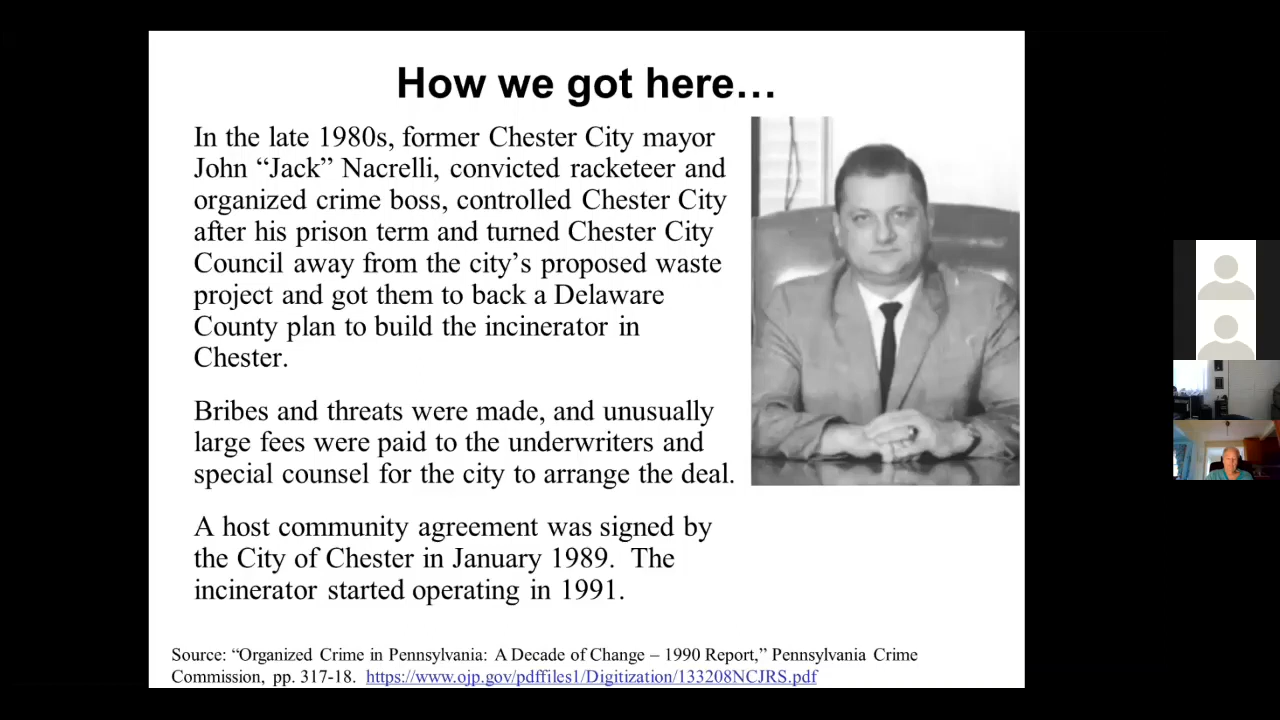 How we got here…
In the late 1980s, former Chester City mayor
John “Jack” Nacrelli, convicted racketeer and
organized crime boss, controlled Chester City
after his prison term and turned Chester City
Council away from the city’s proposed waste
project and got them to back a Delaware
County plan to build the incinerator in
Chester.
Bribes and threats were made, and unusually
large fees were paid to the underwriters and
special counsel for the city to arrange the deal.
A host community agreement was signed by
the City of Chester in January 1989.  The
incinerator started operating in 1991.
Source: “Organized Crime in Pennsylvania: A Decade of Change – 1990 Report,” Pennsylvania Crime
Commission, pp. 317-18.  https://www.ojp.gov/pdffiles1/Digitization/133208NCJRS.pdf